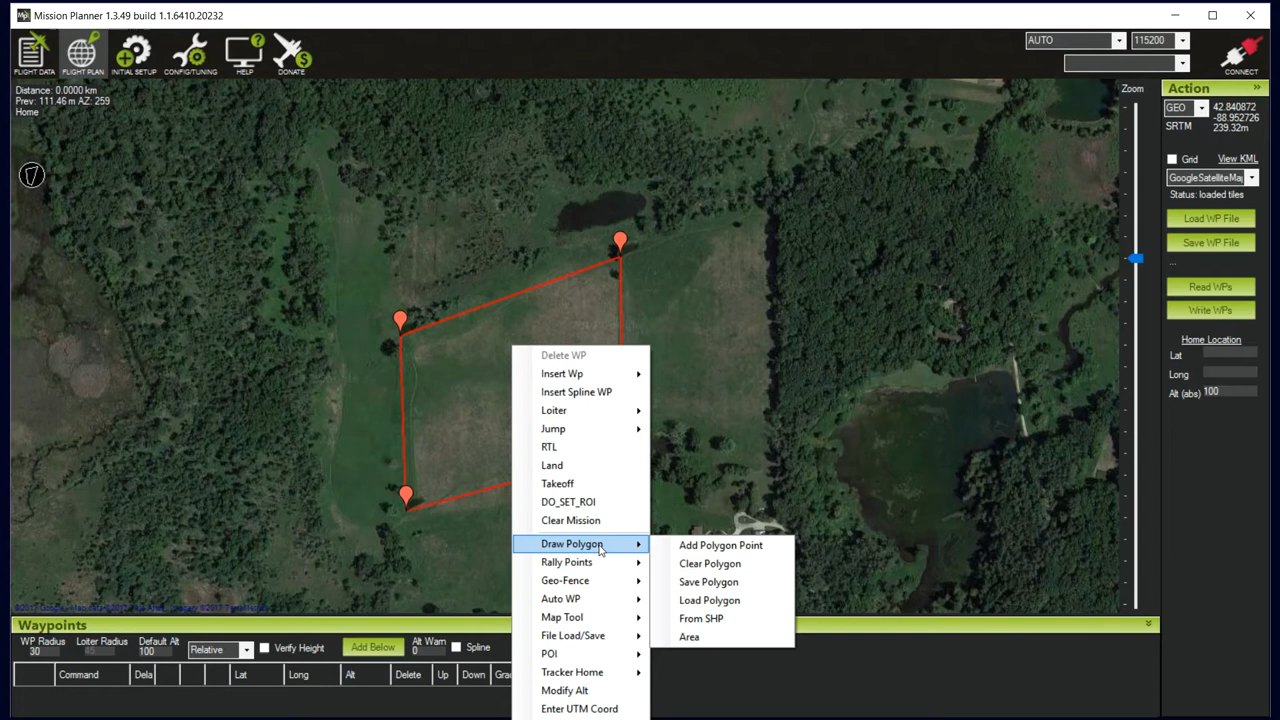 Mission Planner 1.3.49 build 1.1.6410.20232
FLIGHT DATA FLIGHT PLAN INITIAL SETUP CONFIG/TUNING HELP DONATE
AUTO 115200
CONNECT
Distance: 0.0000 km
Prev: 111.46 m AZ: 259
Home
Zoom
Action
GEO 42.840872
-88.952726
SRTM 239.32m
Grid View KML
GoogleSatelliteMap
Status: loaded tiles
Load WP File
Save WP File
...
Read WPs
Write WPs
Home Location
Lat
Long
Alt (abs) 100
Delete WP
Insert Wp
Insert Spline WP
Loiter
Jump
RTL
Land
Takeoff
DO_SET_ROI
Clear Mission
Draw Polygon
Rally Points
Geo-Fence
Auto WP
Map Tool
File Load/Save
POI
Tracker Home
Modify Alt
Enter UTM Coord
Add Polygon Point
Clear Polygon
Save Polygon
Load Polygon
From SHP
Area
Waypoints
WP Radius Loiter Radius Default Alt
30 45 100 Relative Verify Height Add Below Alt Warn 0 Spline
Command Dela Lat Long Alt Delete Up Down Grad